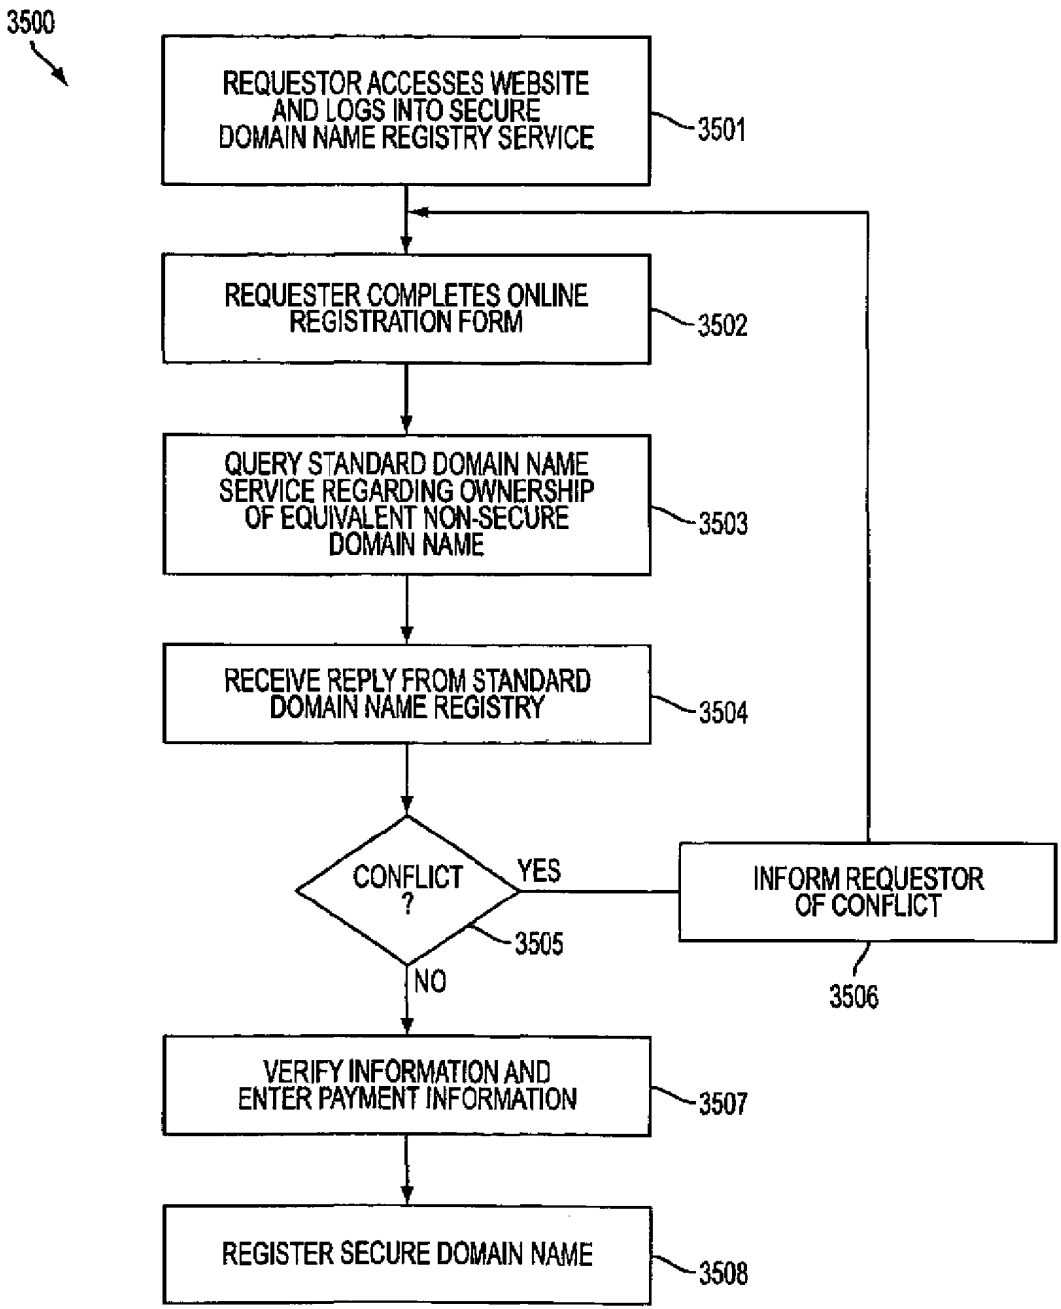 3500
REQUESTOR ACCESSES WEBSITE
AND LOGS INTO SECURE
DOMAIN NAME REGISTRY SERVICE
3501
REQUESTER COMPLETES ONLINE
REGISTRATION FORM
3502
QUERY STANDARD DOMAIN NAME
SERVICE REGARDING OWNERSHIP
OF EQUIVALENT NON-SECURE
DOMAIN NAME
3503
RECEIVE REPLY FROM STANDARD
DOMAIN NAME REGISTRY
3504
CONFLICT
?
YES
3505
INFORM REQUESTOR
OF CONFLICT
3506
NO
VERIFY INFORMATION AND
ENTER PAYMENT INFORMATION
3507
REGISTER SECURE DOMAIN NAME
3508